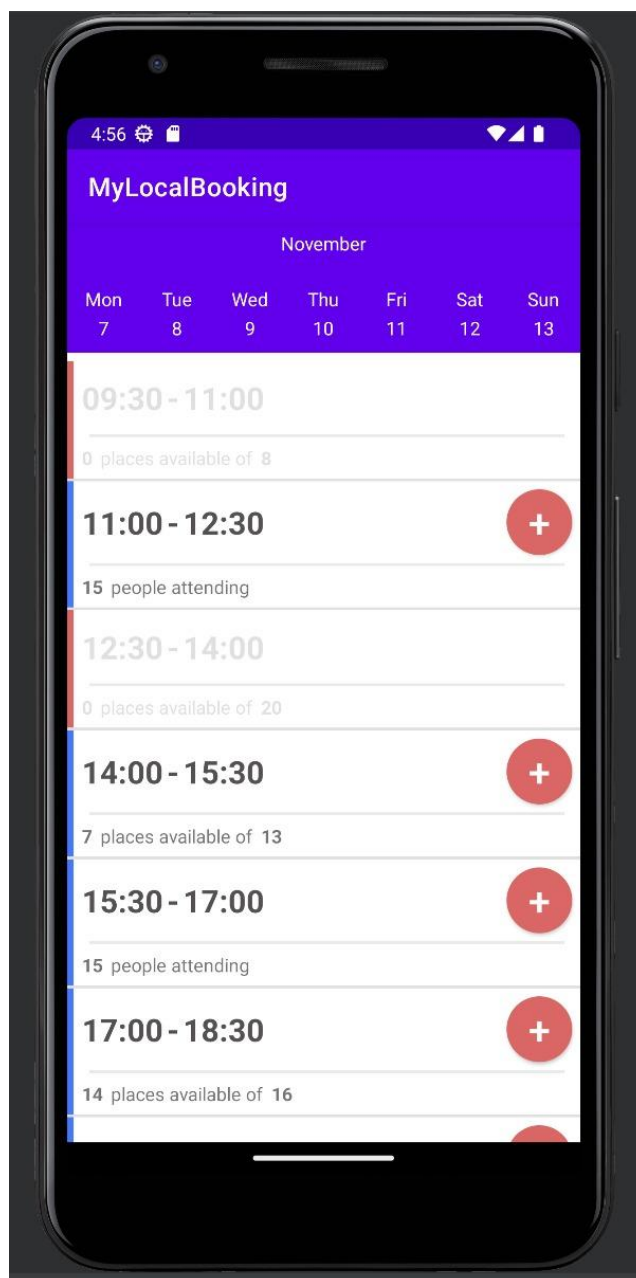 4:56
MyLocalBooking
November
Mon Tue Wed Thu Fri Sat Sun
7 8 9 10 11 12 13
09:30 - 11:00
0 places available of 8
11:00 - 12:30
+
15 people attending
12:30 - 14:00
0 places available of 20
14:00 - 15:30
+
7 places available of 13
15:30 - 17:00
+
15 people attending
17:00 - 18:30
+
14 places available of 16